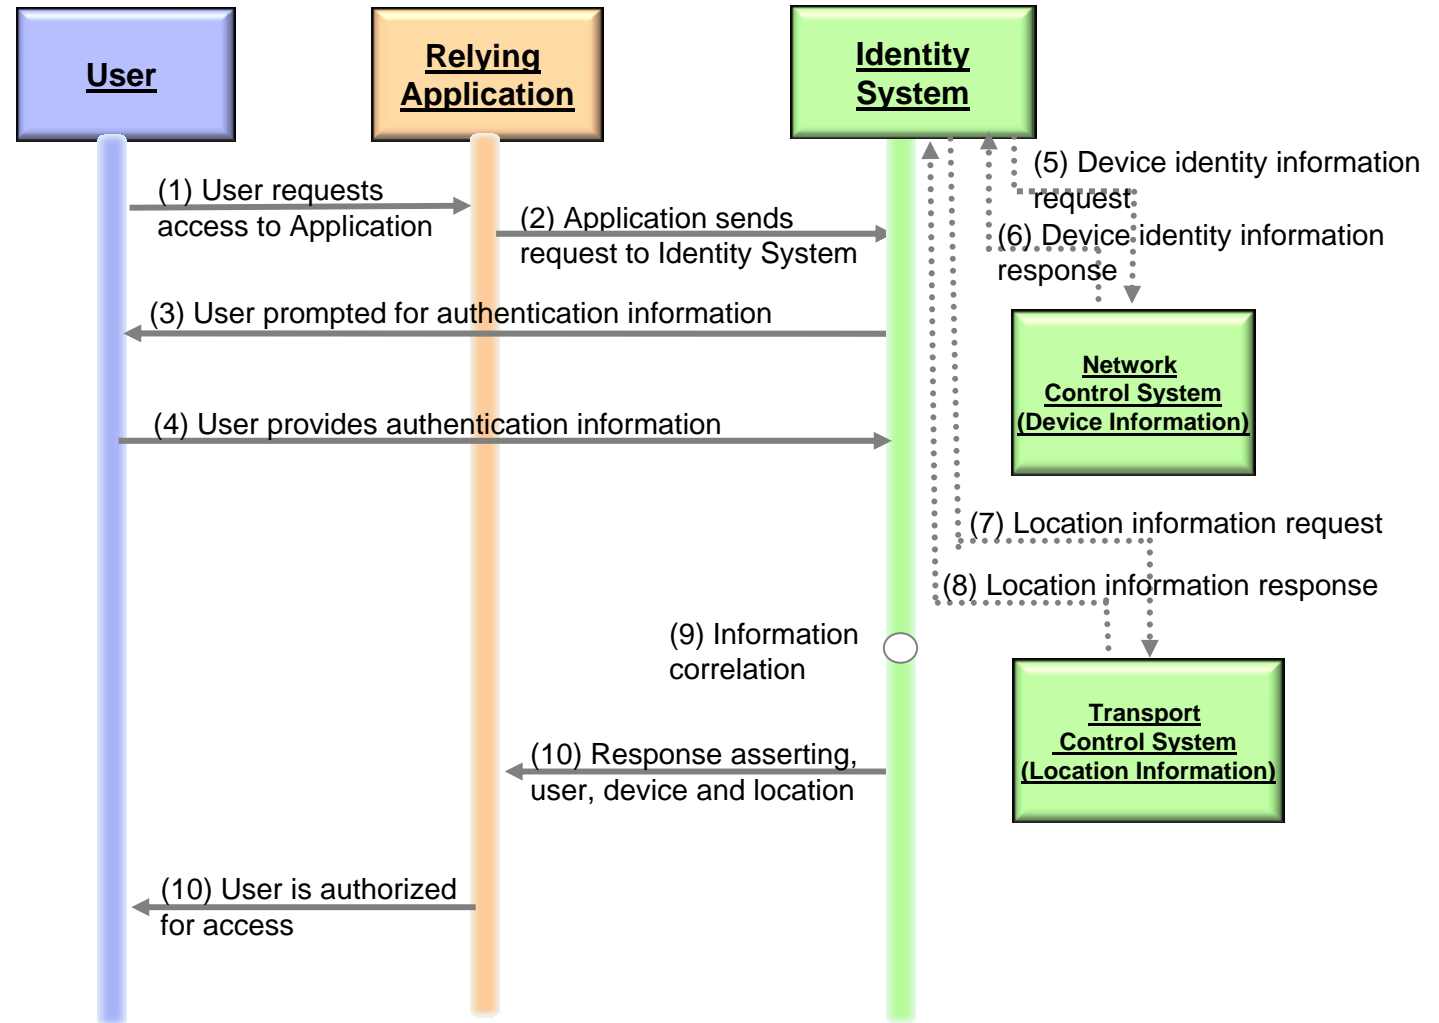 User
Relying
Application
Identity
System
(1) User requests
access to Application
(2) Application sends
request to Identity System
(3) User prompted for authentication information
(4) User provides authentication information
(5) Device identity information
request
(6) Device identity information
response
Network
Control System
(Device Information)
(7) Location information request
(8) Location information response
(9) Information
correlation
Transport
Control System
(Location Information)
(10) Response asserting,
user, device and location
(10) User is authorized
for access